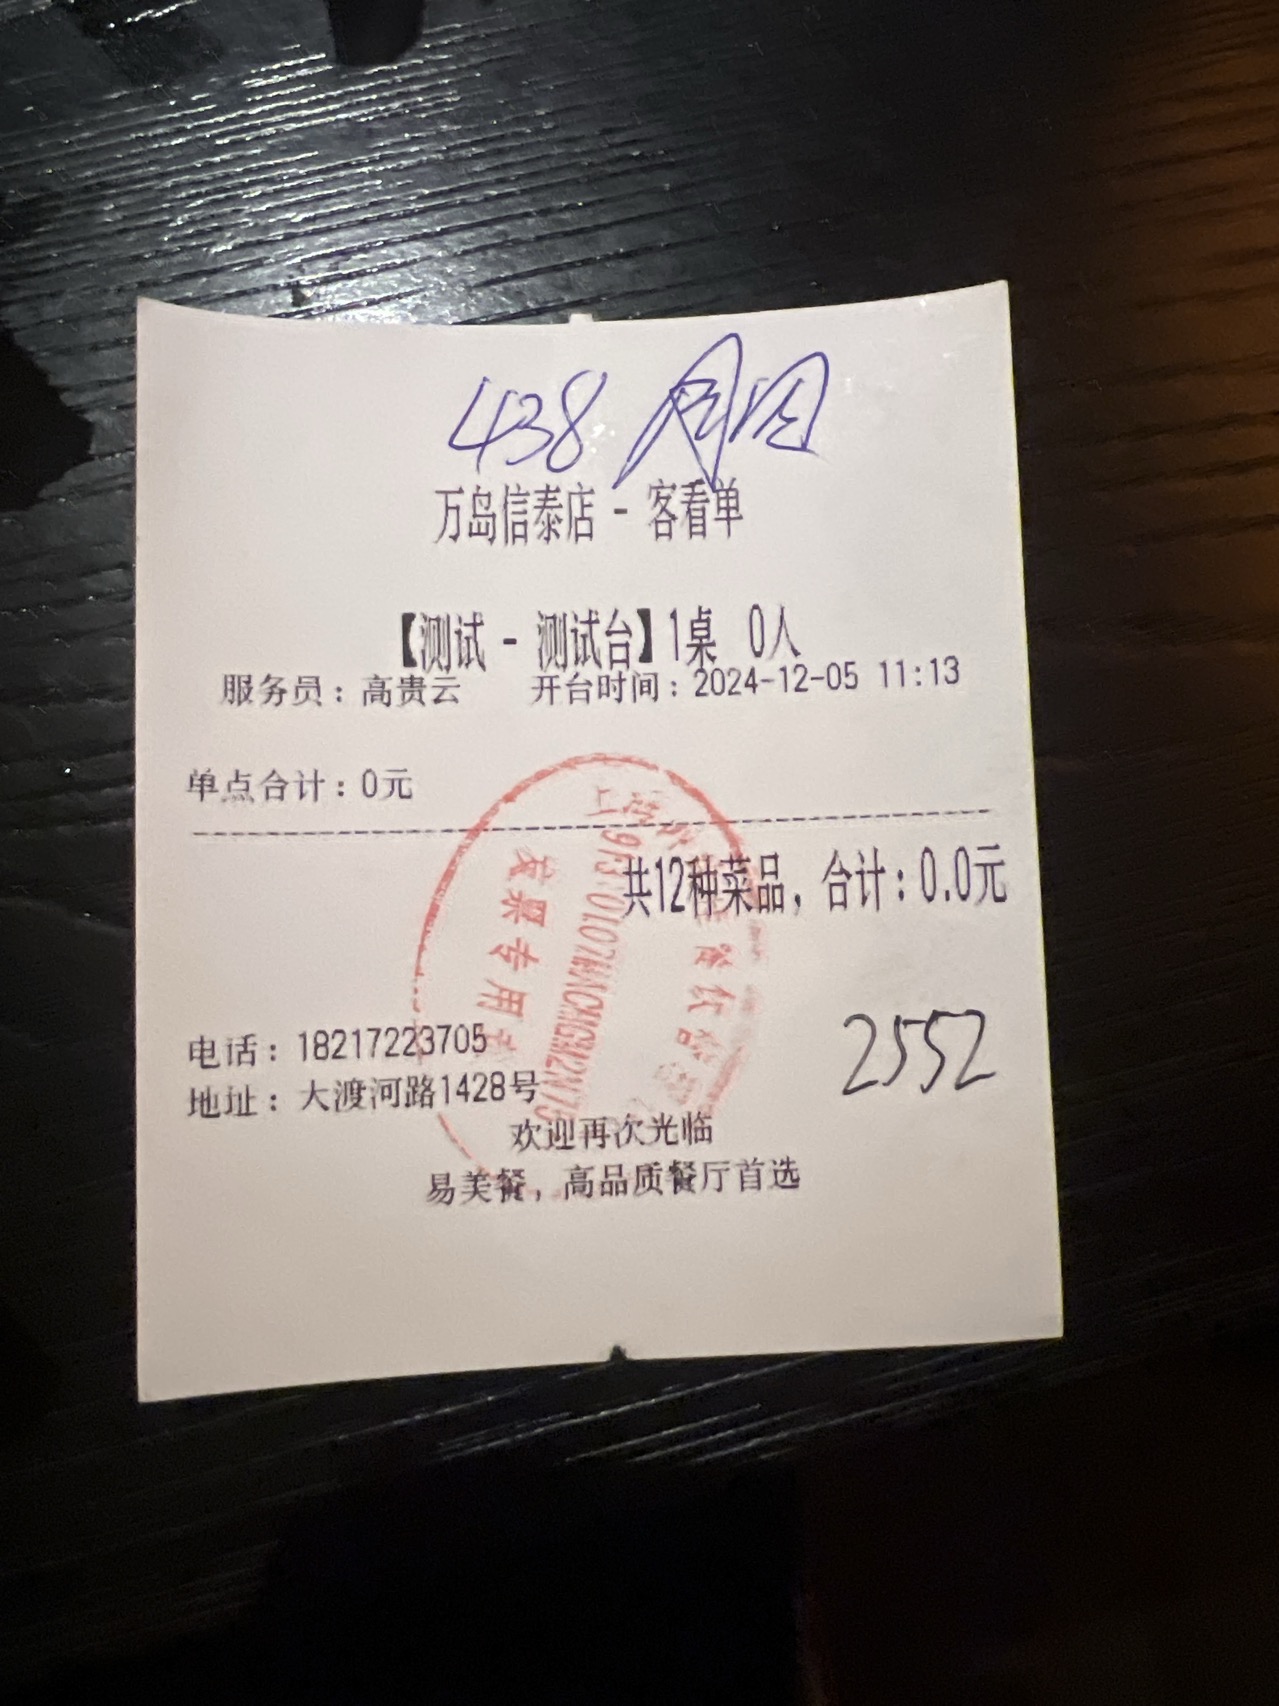 438
万岛信泰店 - 客看单
【测试 - 测试台】1桌 0人
服务员：高贵云 开台时间：2024-12-05 11:13
单点合计：0元
共12种菜品，合计：0.0元
发票专用
2552
电话：18217223705
地址：大渡河路1428号
欢迎再次光临
易美餐，高品质餐厅首选